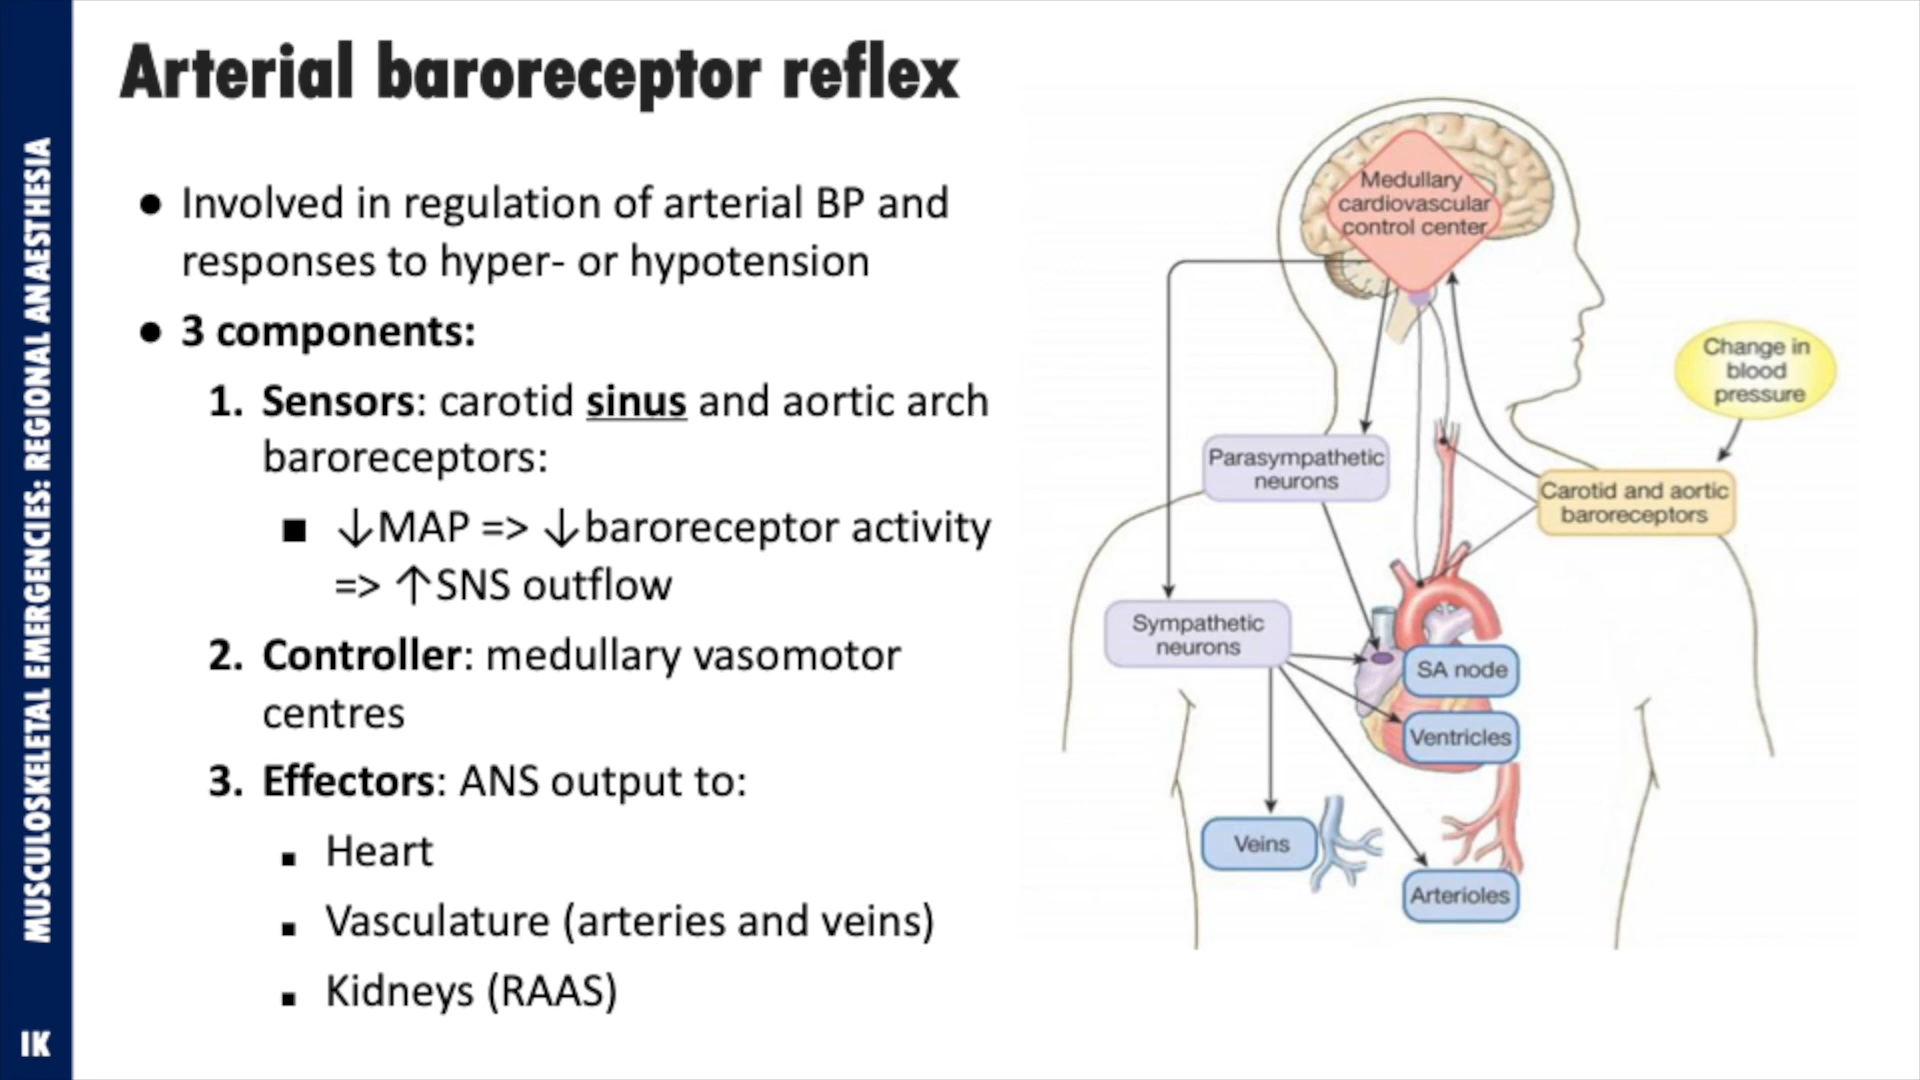 Arterial baroreceptor reflex
● Involved in regulation of arterial BP and
responses to hyper- or hypotension
● 3 components:
1. Sensors: carotid sinus and aortic arch
baroreceptors:
■ ↓MAP => ↓baroreceptor activity
=> ↑SNS outflow
2. Controller: medullary vasomotor
centres
3. Effectors: ANS output to:
■ Heart
■ Vasculature (arteries and veins)
■ Kidneys (RAAS)
Medullary
cardiovascular
control center
Change in
blood
pressure
Parasympathetic
neurons
Carotid and aortic
baroreceptors
Sympathetic
neurons
SA node
Ventricles
Veins
Arterioles
MUSCULOSKELETAL EMERGENCIES: REGIONAL ANAESTHESIA
IK